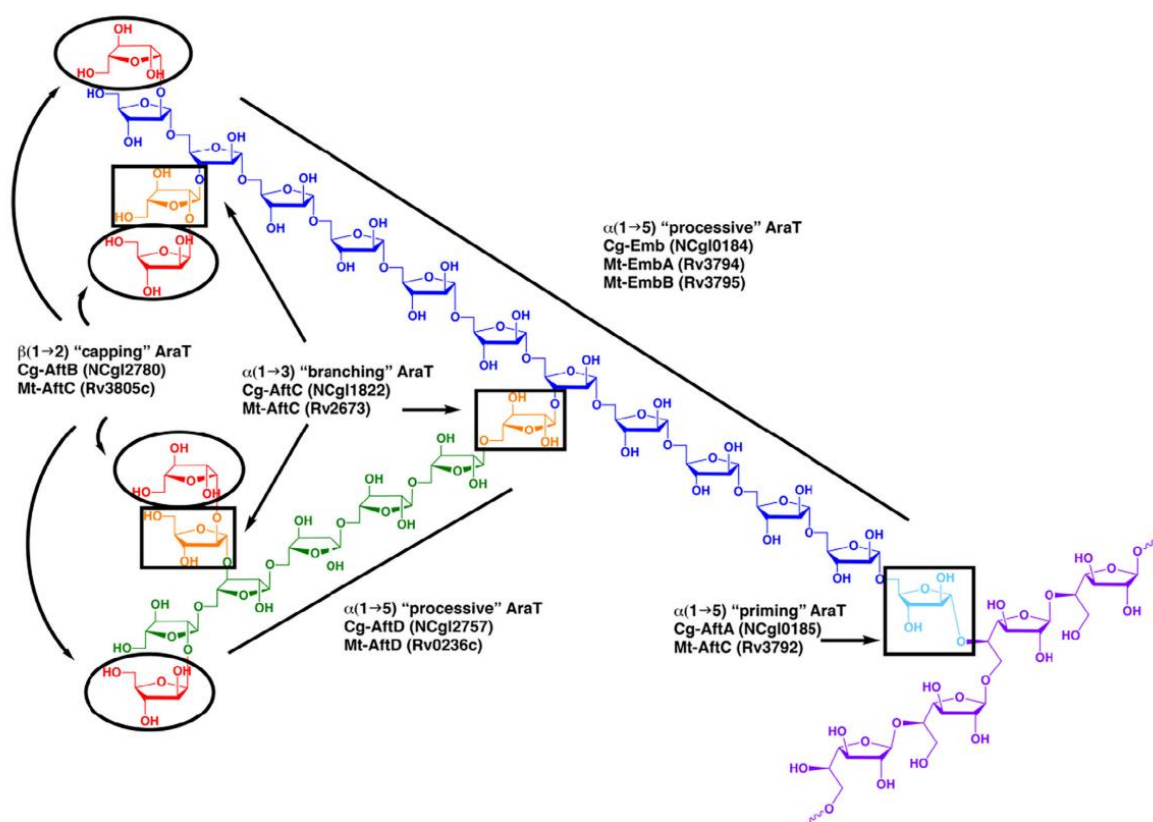 α(1→5) “processive” AraT
Cg-Emb (NCgl0184)
Mt-EmbA (Rv3794)
Mt-EmbB (Rv3795)
β(1→2) “capping” AraT
Cg-AftB (NCgl2780)
Mt-AftC (Rv3805c)
α(1→3) “branching” AraT
Cg-AftC (NCgl1822)
Mt-AftC (Rv2673)
α(1→5) “processive” AraT
Cg-AftD (NCgl2757)
Mt-AftD (Rv0236c)
α(1→5) “priming” AraT
Cg-AftA (NCgl0185)
Mt-AftC (Rv3792)